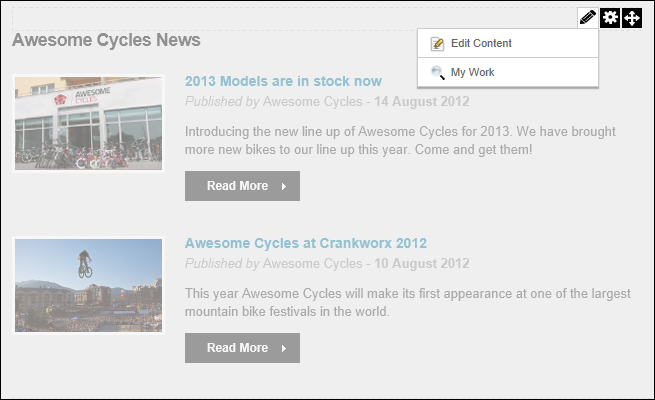 Edit Content
My Work
Awesome Cycles News
AWESOME
CYCLES
2013 Models are in stock now
Published by Awesome Cycles - 14 August 2012
Introducing the new line up of Awesome Cycles for 2013. We have brought
more new bikes to our line up this year. Come and get them!
Read More
Awesome Cycles at Crankworx 2012
Published by Awesome Cycles - 10 August 2012
This year Awesome Cycles will make its first appearance at one of the largest
mountain bike festivals in the world.
Read More